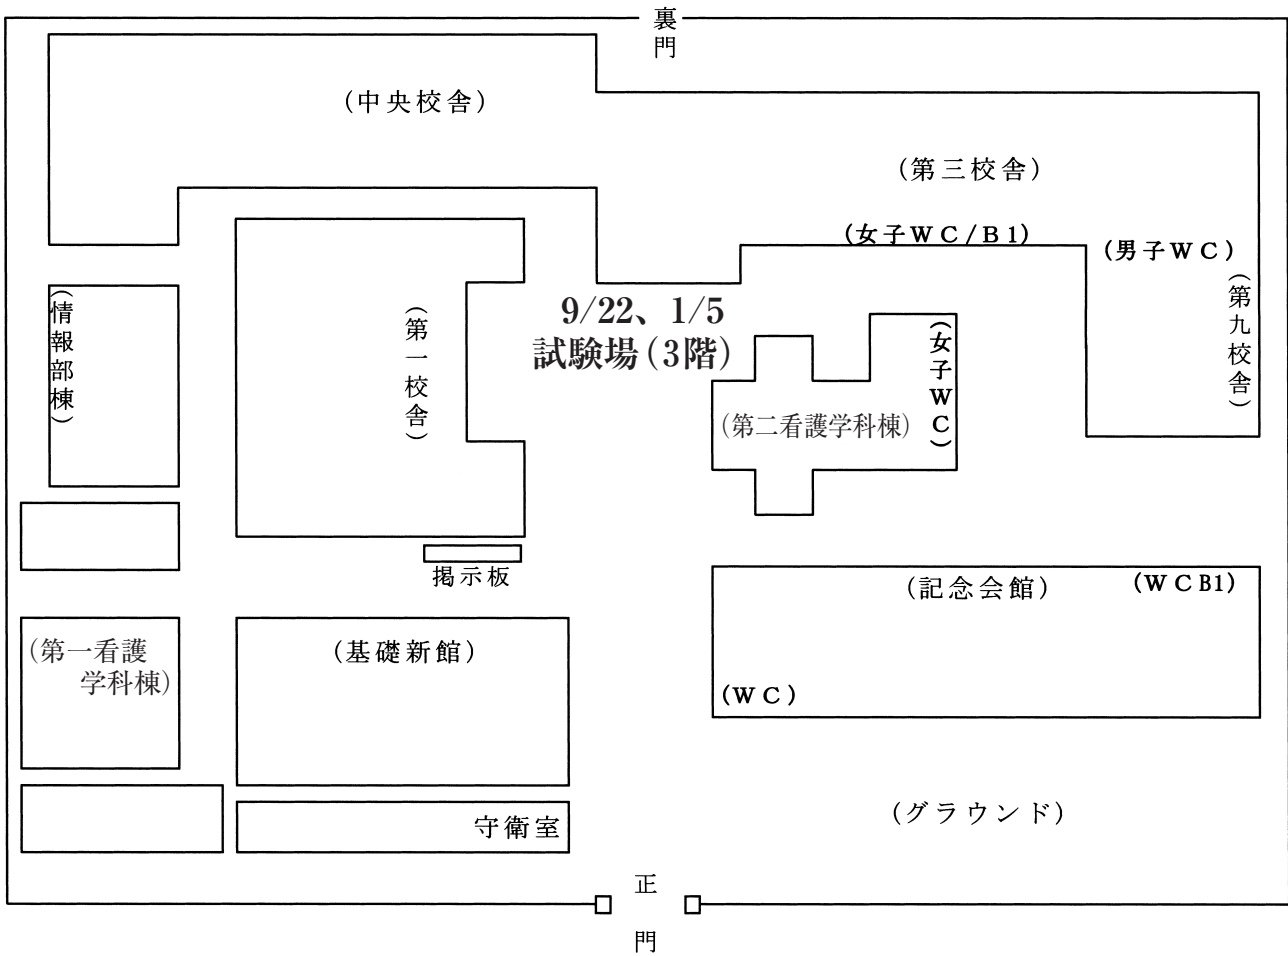 裏門
(中央校舎)
(第三校舎)
(女子WC/B1)
(男子WC)
(第九校舎)
(情報部棟)
(第一校舎)
9/22、1/5
試験場(3階)
(女子WC)
(第二看護学科棟)
掲示板
(記念会館)
(WCB1)
(第一看護
学科棟)
(基礎新館)
(WC)
(グラウンド)
守衛室
正
門